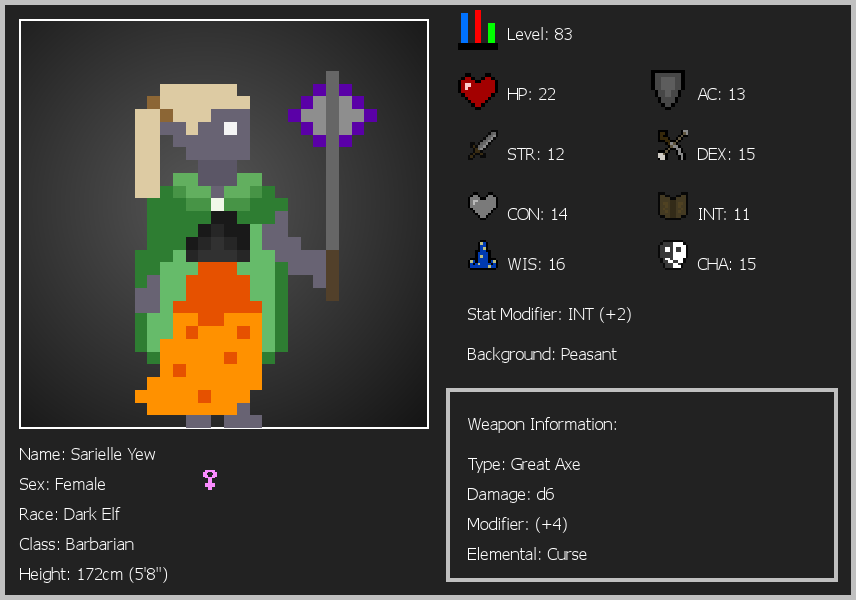 Level: 83
HP: 22
AC: 13
STR: 12
DEX: 15
CON: 14
INT: 11
WIS: 16
CHA: 15
Stat Modifier: INT (+2)
Background: Peasant
Weapon Information:
Type: Great Axe
Damage: d6
Modifier: (+4)
Elemental: Curse
Name: Sarielle Yew
Sex: Female
Race: Dark Elf
Class: Barbarian
Height: 172cm (5'8")